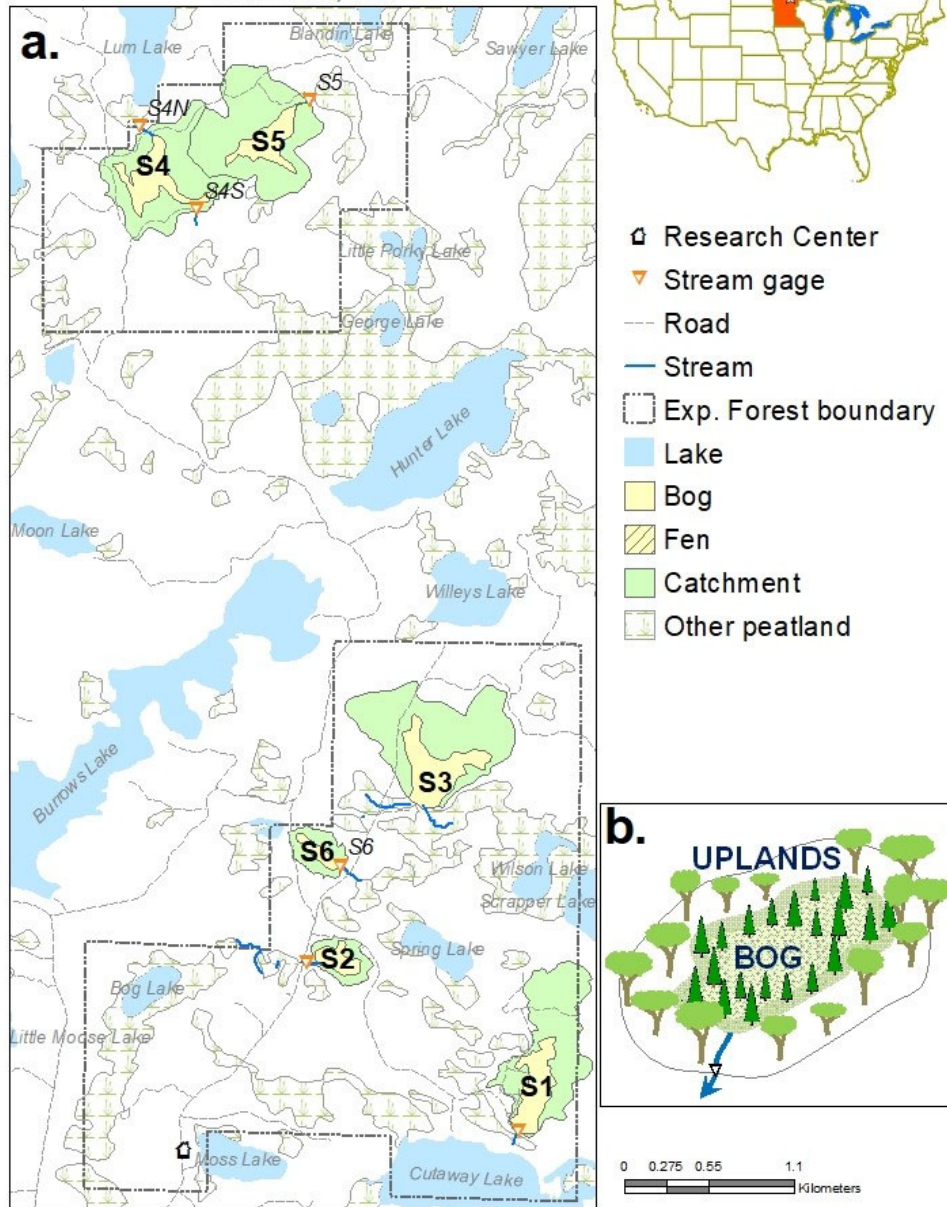 a.
Lum Lake
Blandin Lake
Sawyer Lake
S5
S4N
S5
S4
S4S
Little Porky Lake
George Lake
Hunter Lake
Moon Lake
Willeys Lake
Burrows Lake
S3
S6
S6
Wilson Lake
Scrapper Lake
S2
Spring Lake
Bog Lake
Little Moose Lake
S1
Moss Lake
Cutaway Lake
Research Center
Stream gage
Road
Stream
Exp. Forest boundary
Lake
Bog
Fen
Catchment
Other peatland
b.
UPLANDS
BOG
0 0.275 0.55 1.1
Kilometers